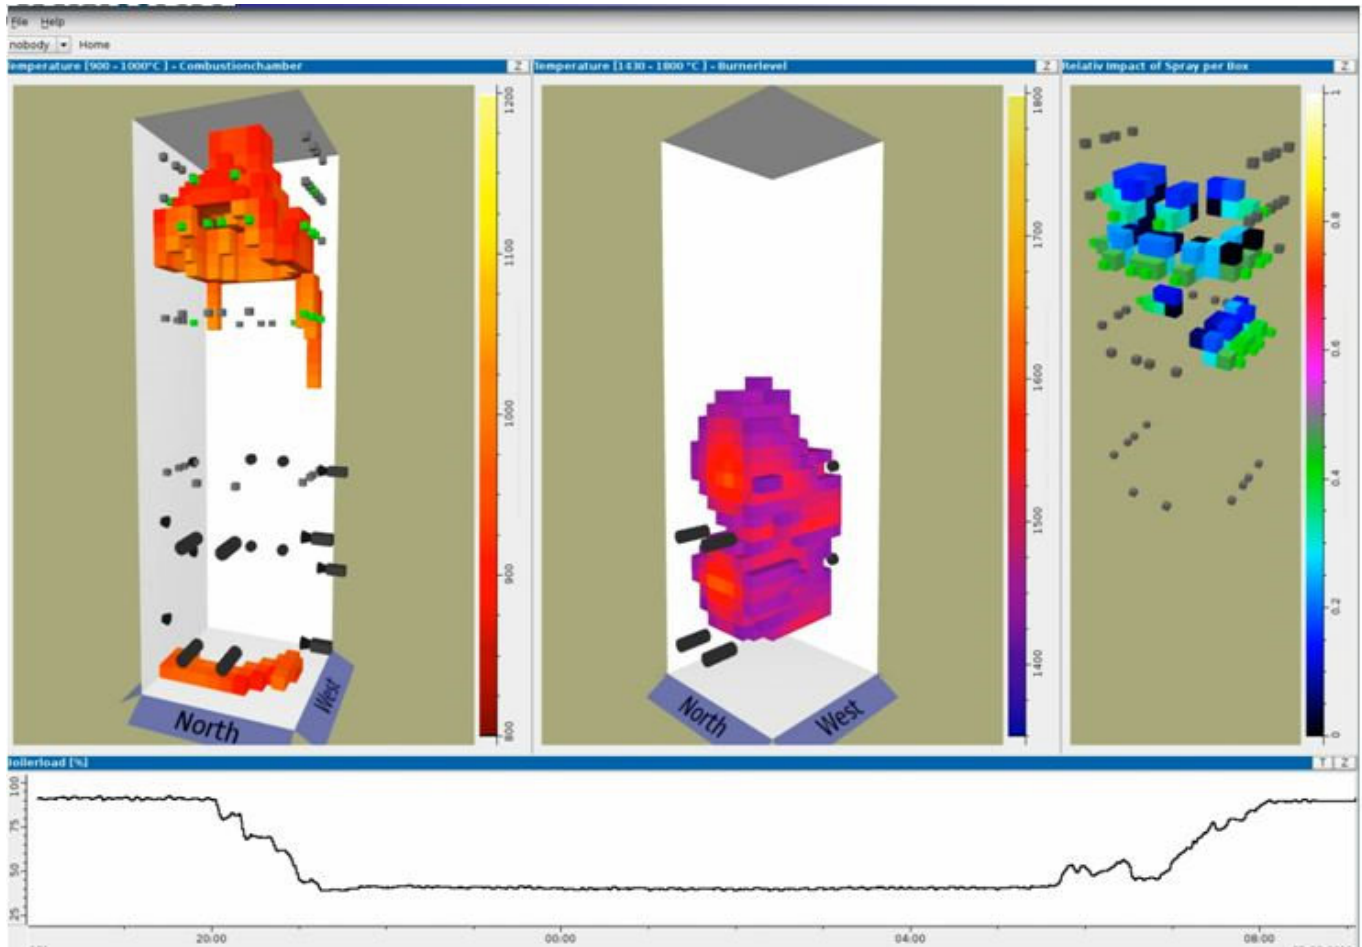 File Help
nobody Home
Temperature [900 - 1000°C ] - Combustionchamber Z
Temperature [1430 - 1800 °C ] - Burnerlevel Z
Relativ Impact of Spray per Box Z
1200
1100
1000
900
800
North
West
1800
1700
1600
1500
1400
North
West
1
0.8
0.6
0.4
0.2
0
oilerload [%] T Z
100
75
50
25
20:00 00:00 04:00 08:00